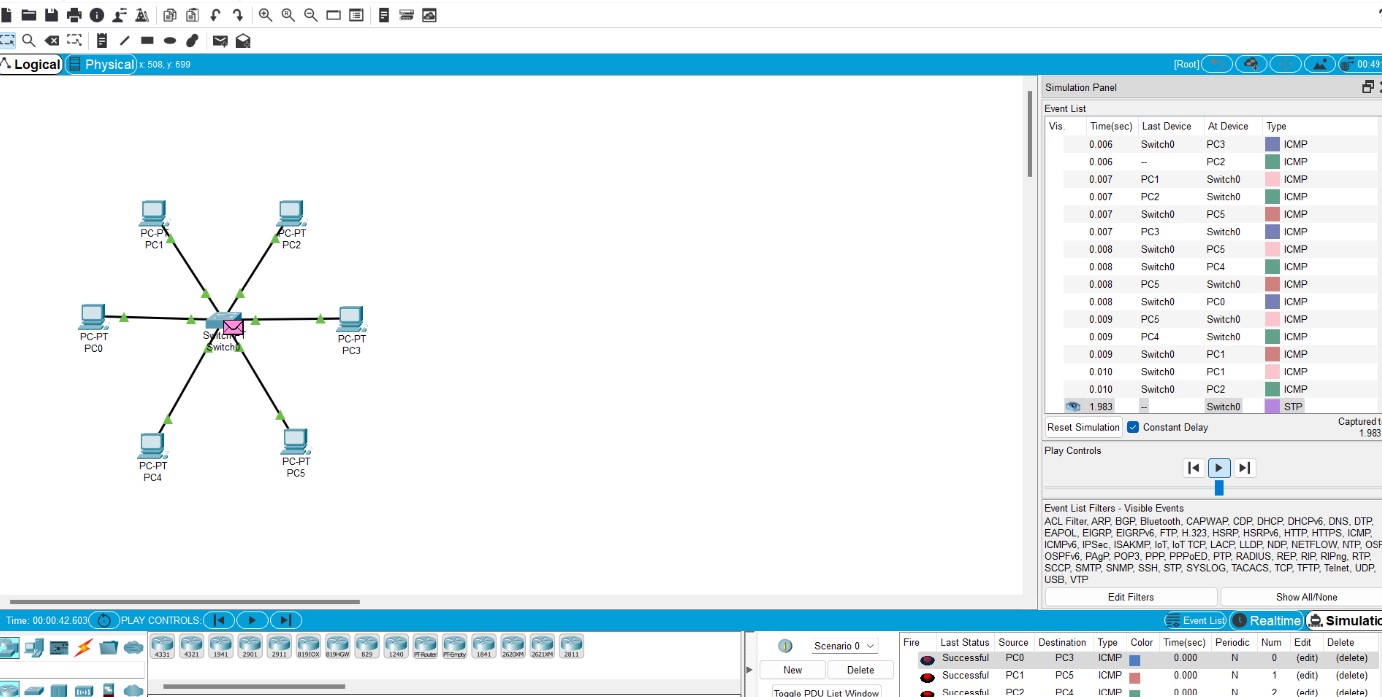 Logical Physical x: 508, y: 699 [Root] 00:49:
PC-PT
PC1
PC-PT
PC2
PC-PT
PC0
Switch0
PC-PT
PC3
PC-PT
PC4
PC-PT
PC5
Simulation Panel
Event List
Vis. Time(sec) Last Device At Device Type
0.006 Switch0 PC3 ICMP
0.006 -- PC2 ICMP
0.007 PC1 Switch0 ICMP
0.007 PC2 Switch0 ICMP
0.007 Switch0 PC5 ICMP
0.007 PC3 Switch0 ICMP
0.008 Switch0 PC5 ICMP
0.008 Switch0 PC4 ICMP
0.008 PC5 Switch0 ICMP
0.008 Switch0 PC0 ICMP
0.009 PC5 Switch0 ICMP
0.009 PC4 Switch0 ICMP
0.009 Switch0 PC1 ICMP
0.010 Switch0 PC1 ICMP
0.010 Switch0 PC2 ICMP
1.983 -- Switch0 STP
Reset Simulation Constant Delay Captured to
1.983
Play Controls
Event List Filters - Visible Events
ACL Filter, ARP, BGP, Bluetooth, CAPWAP, CDP, DHCP, DHCPv6, DNS, DTP,
EAPOL, EIGRP, EIGRPv6, FTP, H.323, HSRP, HSRPv6, HTTP, HTTPS, ICMP,
ICMPv6, IPSec, ISAKMP, IoT, IoT TCP, LACP, LLDP, NDP, NETFLOW, NTP, OSP
OSPFv6, PAgP, POP3, PPP, PPPoED, PTP, RADIUS, REP, RIP, RIPng, RTP,
SCCP, SMTP, SNMP, SSH, STP, SYSLOG, TACACS, TCP, TFTP, Telnet, UDP,
USB, VTP
Edit Filters Show All/None
Time: 00:00:42.603 PLAY CONTROLS: Event List Realtime Simulatio
4331 4321 1941 2901 2911 819IOX 819HGW 829 1240 PT-Router PT-Empty 1841 2620XM 2621XM 2811
Scenario 0
New Delete
Toggle PDU List Window
Fire Last Status Source Destination Type Color Time(sec) Periodic Num Edit Delete
Successful PC0 PC3 ICMP 0.000 N 0 (edit) (delete)
Successful PC1 PC5 ICMP 0.000 N 1 (edit) (delete)
Successful PC2 PC4 ICMP 0.000 N 2 (edit) (delete)